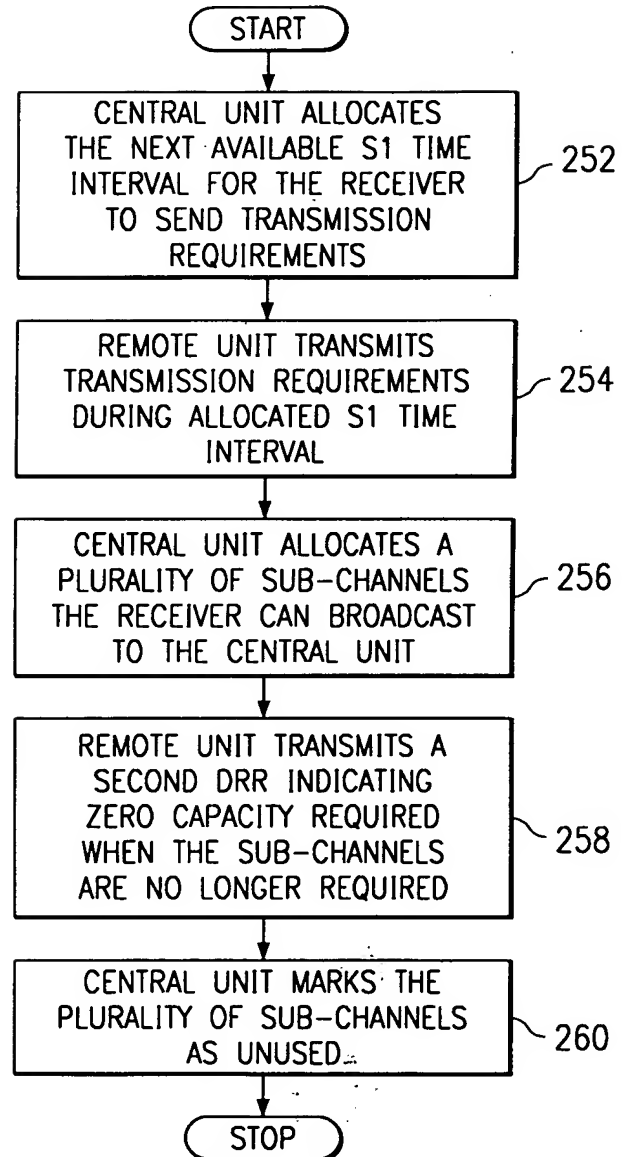 START
CENTRAL UNIT ALLOCATES
THE NEXT AVAILABLE S1 TIME
INTERVAL FOR THE RECEIVER
TO SEND TRANSMISSION
REQUIREMENTS
252
REMOTE UNIT TRANSMITS
TRANSMISSION REQUIREMENTS
DURING ALLOCATED S1 TIME
INTERVAL
254
CENTRAL UNIT ALLOCATES A
PLURALITY OF SUB-CHANNELS
THE RECEIVER CAN BROADCAST
TO THE CENTRAL UNIT
256
REMOTE UNIT TRANSMITS A
SECOND DRR INDICATING
ZERO CAPACITY REQUIRED
WHEN THE SUB-CHANNELS
ARE NO LONGER REQUIRED
258
CENTRAL UNIT MARKS THE
PLURALITY OF SUB-CHANNELS
AS UNUSED
260
STOP